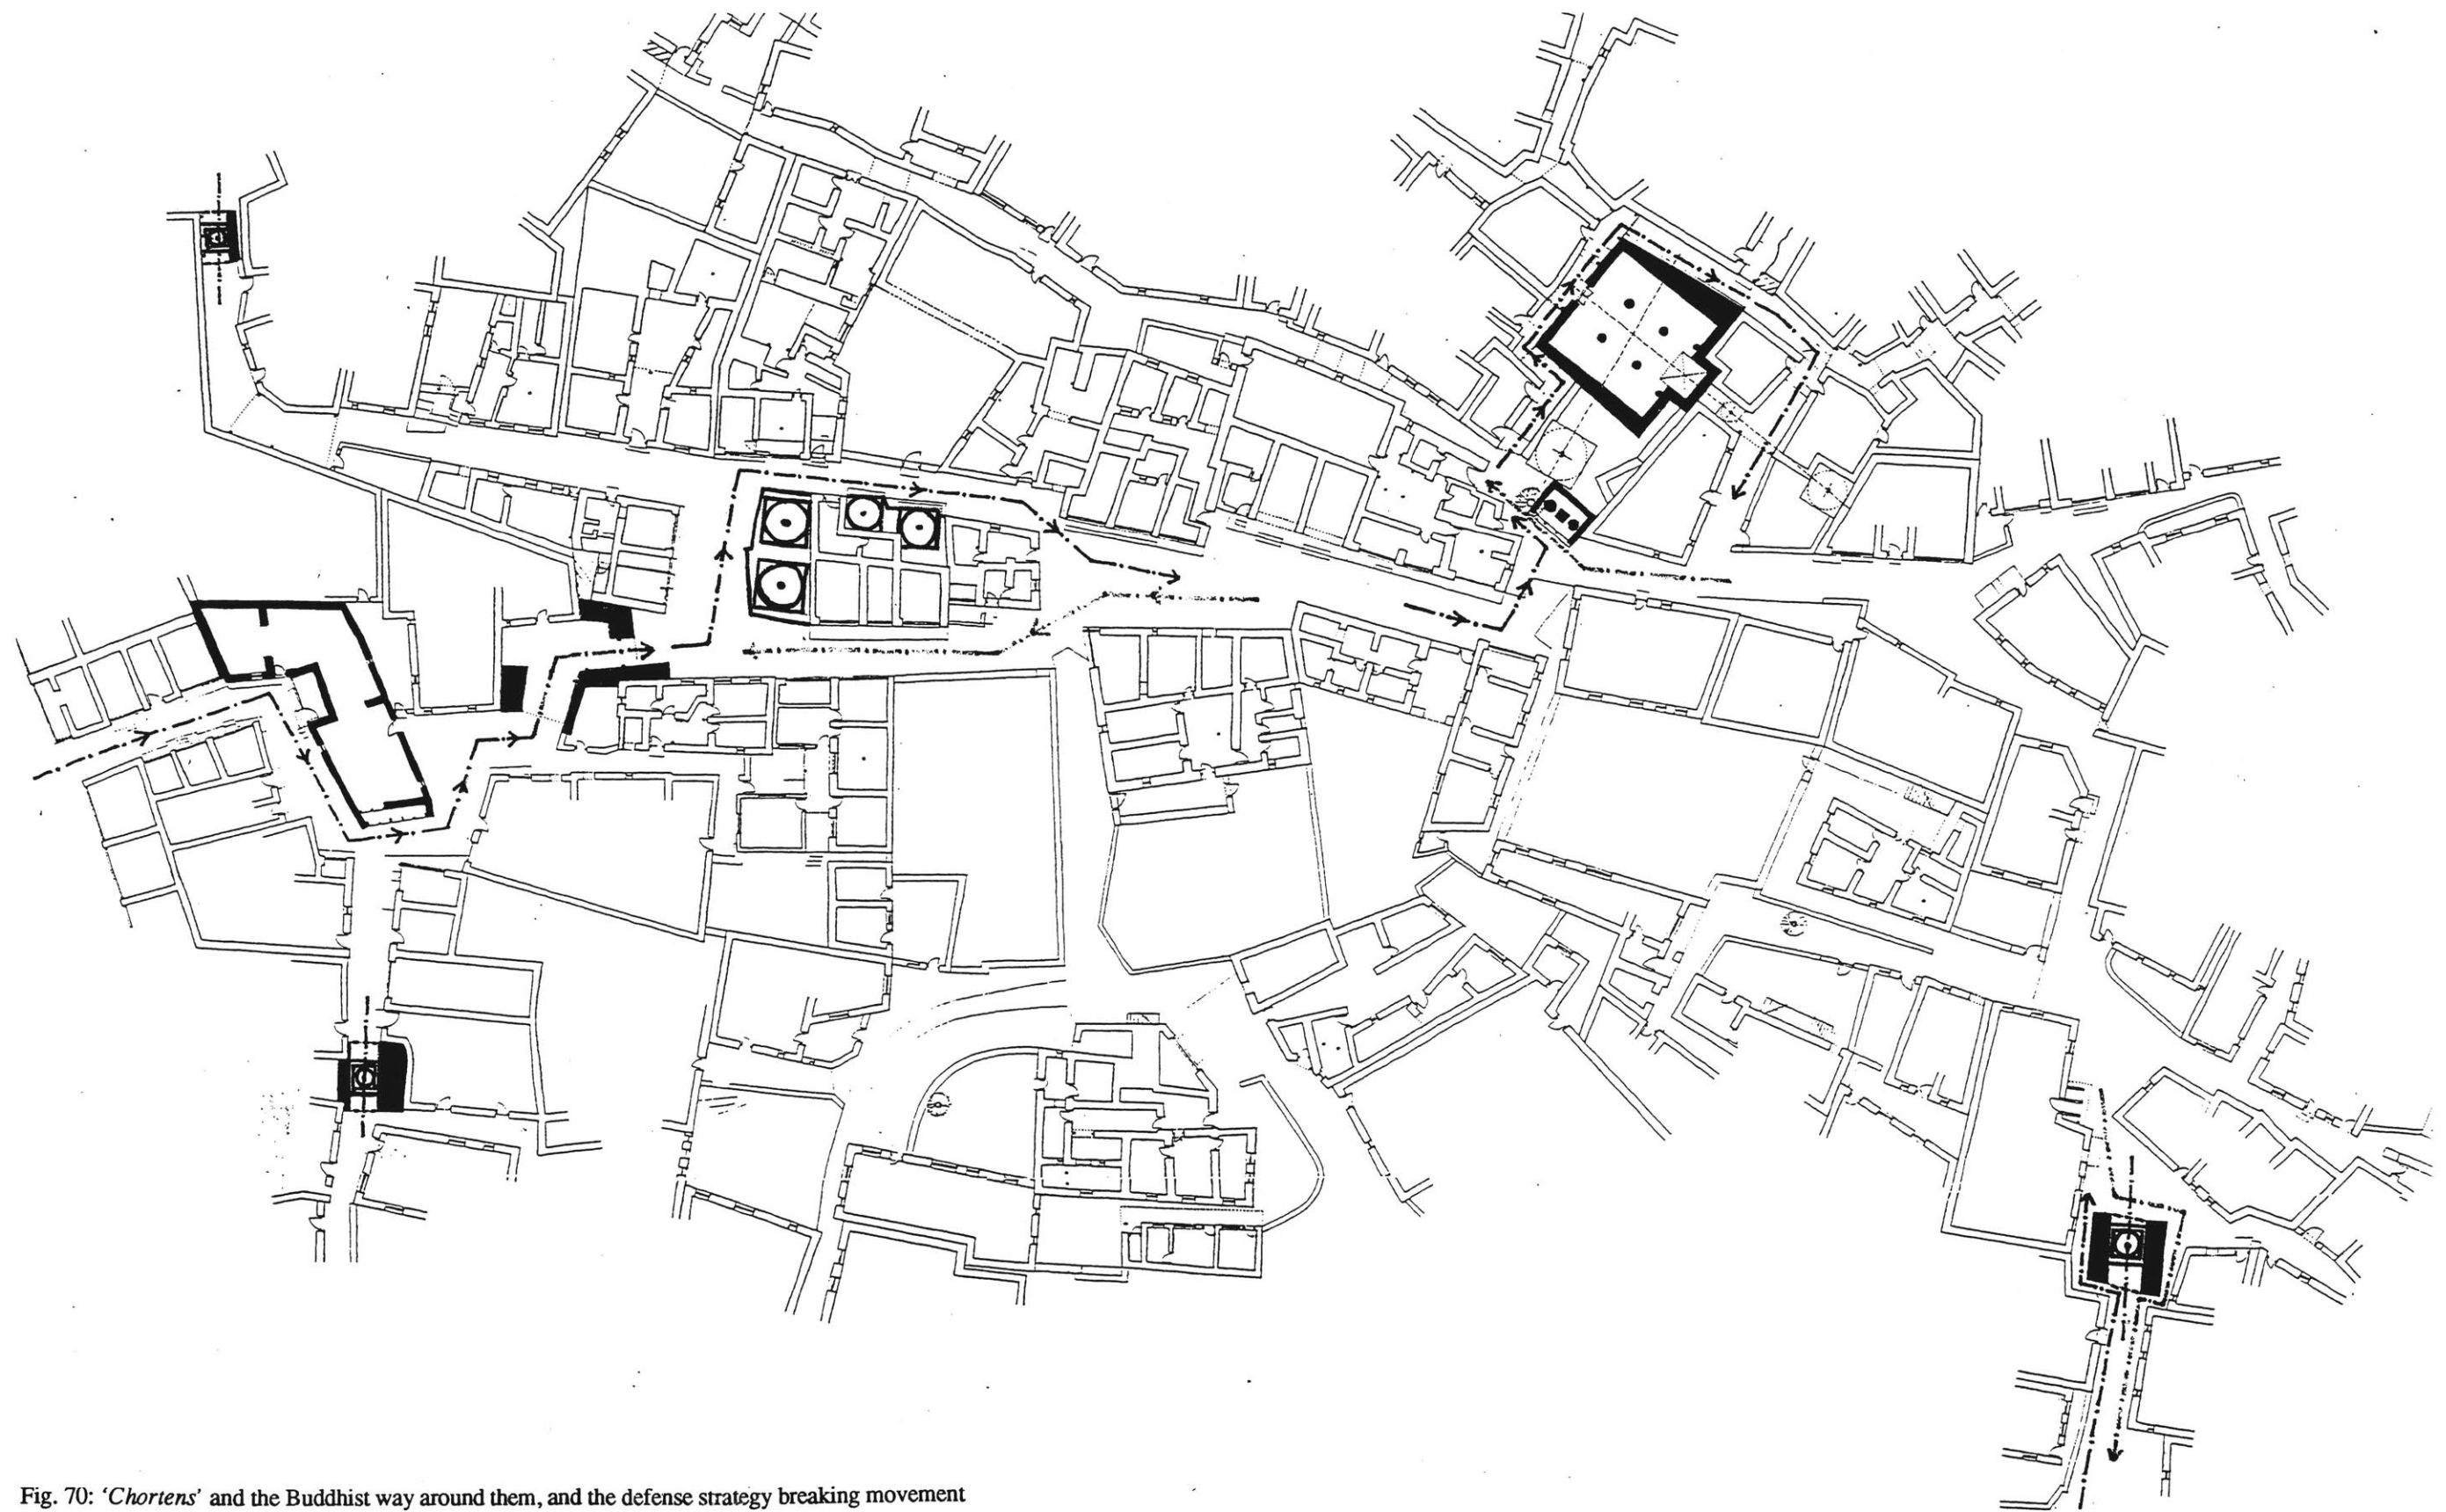 Fig. 70: ‘Chortens’ and the Buddhist way around them, and the defense strategy breaking movement